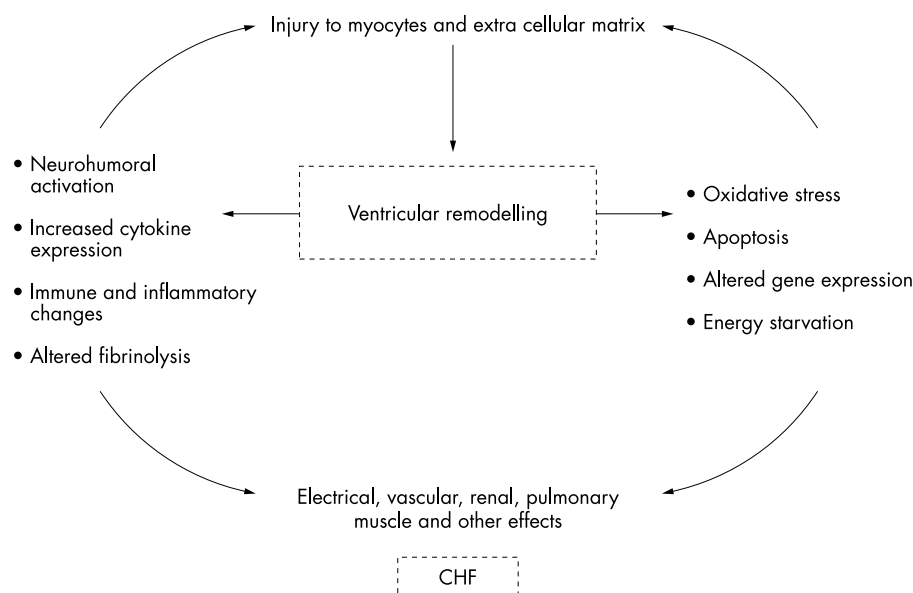 Injury to myocytes and extra cellular matrix
• Neurohumoral
activation
• Increased cytokine
expression
• Immune and inflammatory
changes
• Altered fibrinolysis
Ventricular remodelling
• Oxidative stress
• Apoptosis
• Altered gene expression
• Energy starvation
Electrical, vascular, renal, pulmonary
muscle and other effects
CHF